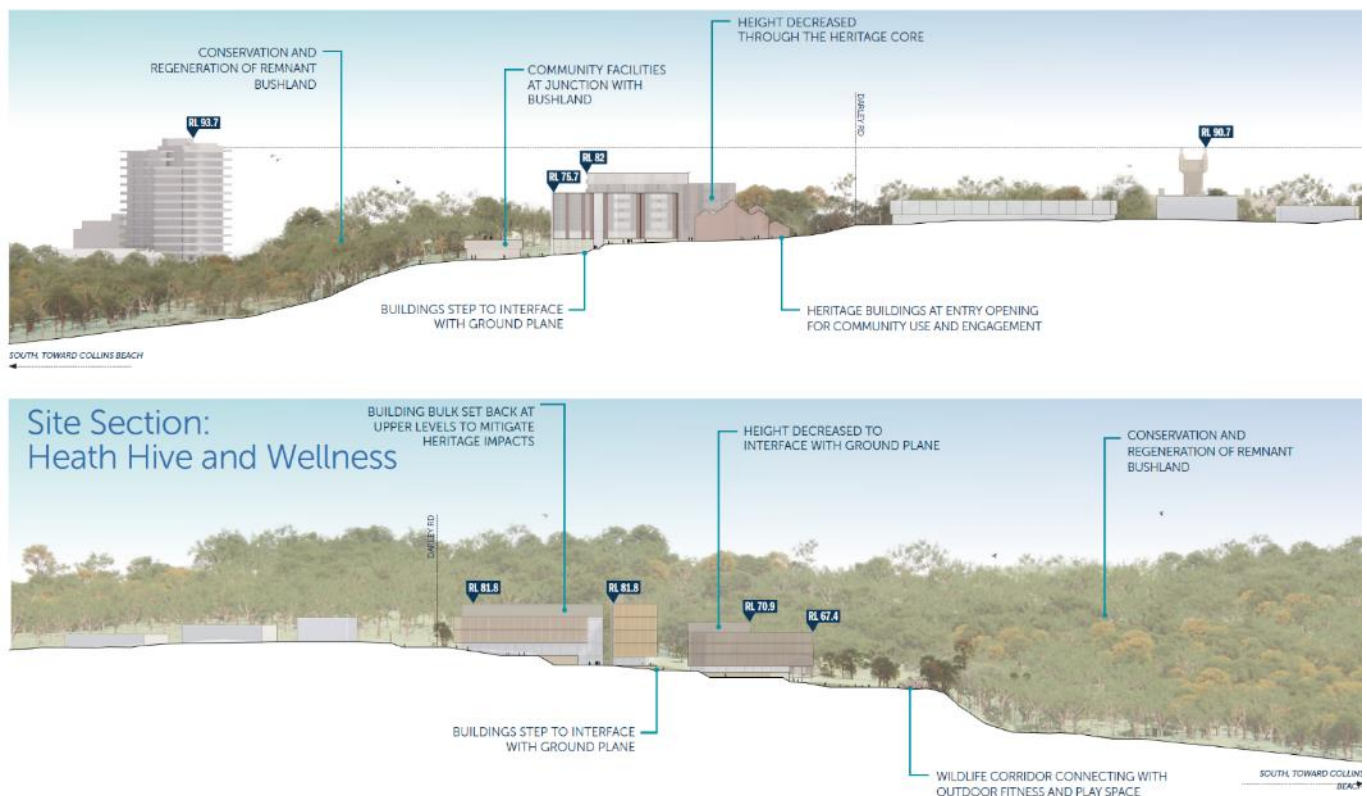 HEIGHT DECREASED
THROUGH THE HERITAGE CORE
CONSERVATION AND
REGENERATION OF REMNANT
BUSHLAND
COMMUNITY FACILITIES
AT JUNCTION WITH
BUSHLAND
DARLEY RD
RL 93.7
RL 90.7
RL 82
RL 75.7
BUILDINGS STEP TO INTERFACE
WITH GROUND PLANE
HERITAGE BUILDINGS AT ENTRY OPENING
FOR COMMUNITY USE AND ENGAGEMENT
SOUTH, TOWARD COLLINS BEACH
Site Section:
Heath Hive and Wellness
BUILDING BULK SET BACK AT
UPPER LEVELS TO MITIGATE
HERITAGE IMPACTS
HEIGHT DECREASED TO
INTERFACE WITH GROUND PLANE
CONSERVATION AND
REGENERATION OF REMNANT
BUSHLAND
DARLEY RD
RL 81.8
RL 81.8
RL 70.9
RL 67.4
BUILDINGS STEP TO INTERFACE
WITH GROUND PLANE
WILDLIFE CORRIDOR CONNECTING WITH
OUTDOOR FITNESS AND PLAY SPACE
SOUTH, TOWARD COLLINS
BEACH